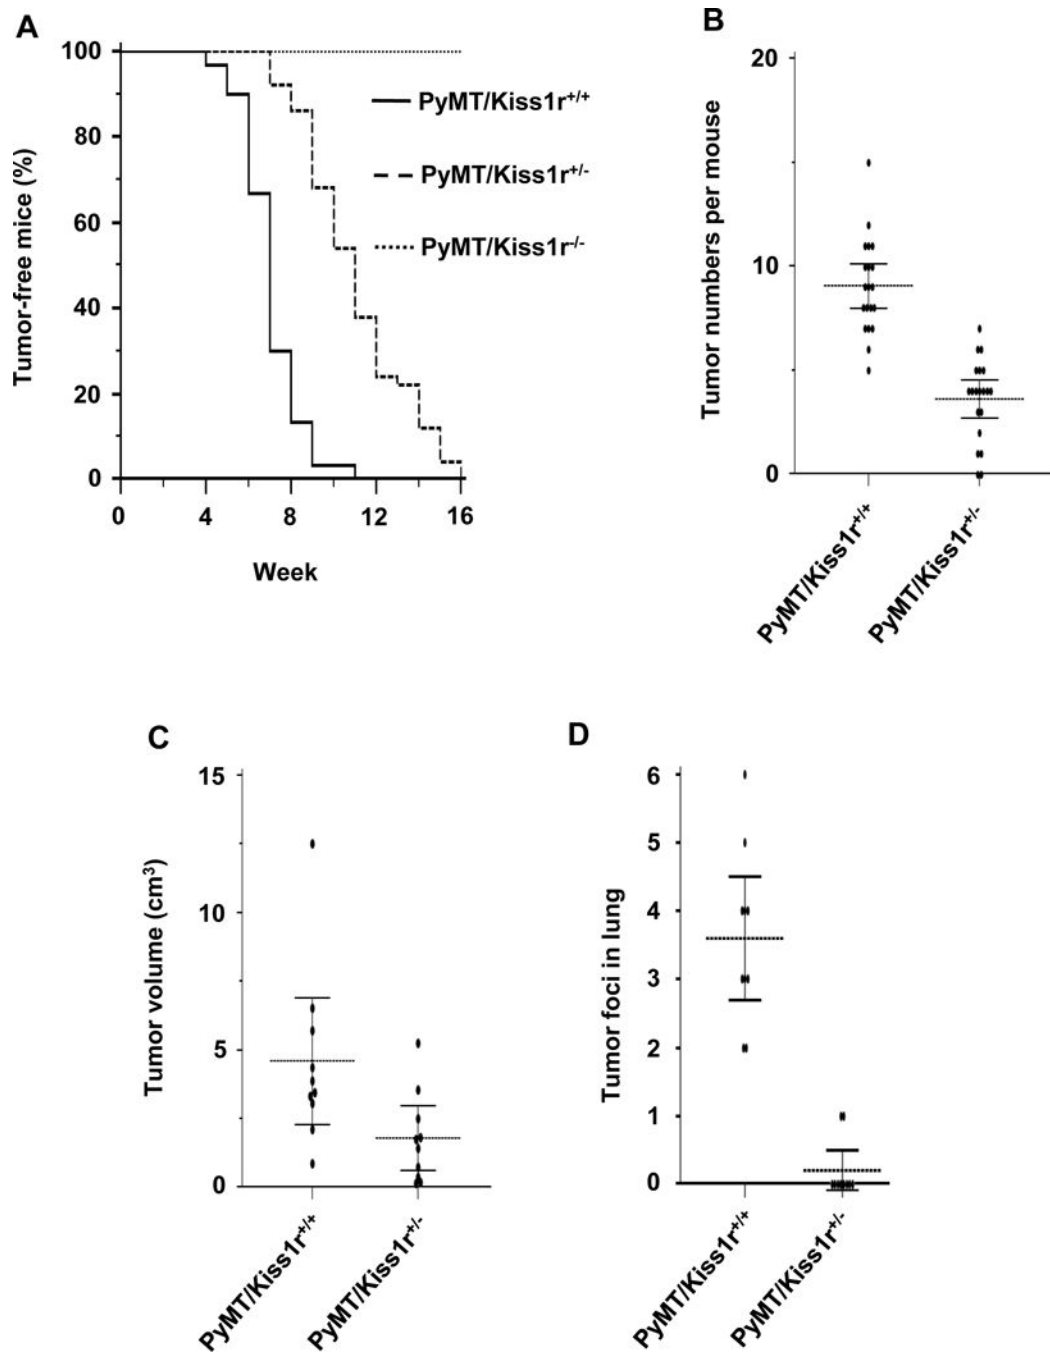 A
100
80
60
40
20
0
Tumor-free mice (%)
PyMT/Kiss1r+/+
PyMT/Kiss1r+/-
PyMT/Kiss1r-/-
0 4 8 12 16
Week
B
20
10
0
Tumor numbers per mouse
PyMT/Kiss1r+/+
PyMT/Kiss1r+/-
C
15
10
5
0
Tumor volume (cm3)
PyMT/Kiss1r+/+
PyMT/Kiss1r+/-
D
6
5
4
3
2
1
0
Tumor foci in lung
PyMT/Kiss1r+/+
PyMT/Kiss1r+/-